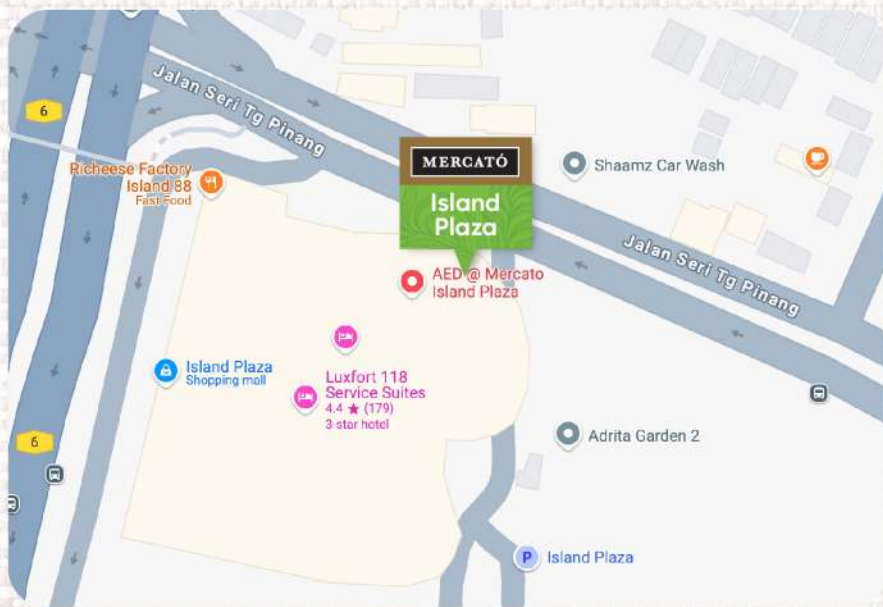 6
Jalan Seri Tg Pinang
Richeese Factory
Island 88
Fast Food
MERCATÓ
Island
Plaza
Shaamz Car Wash
AED @ Mercato
Island Plaza
Jalan Seri Tg Pinang
Island Plaza
Shopping mall
Luxfort 118
Service Suites
4.4 ★ (179)
3-star hotel
6
Adrita Garden 2
P
Island Plaza